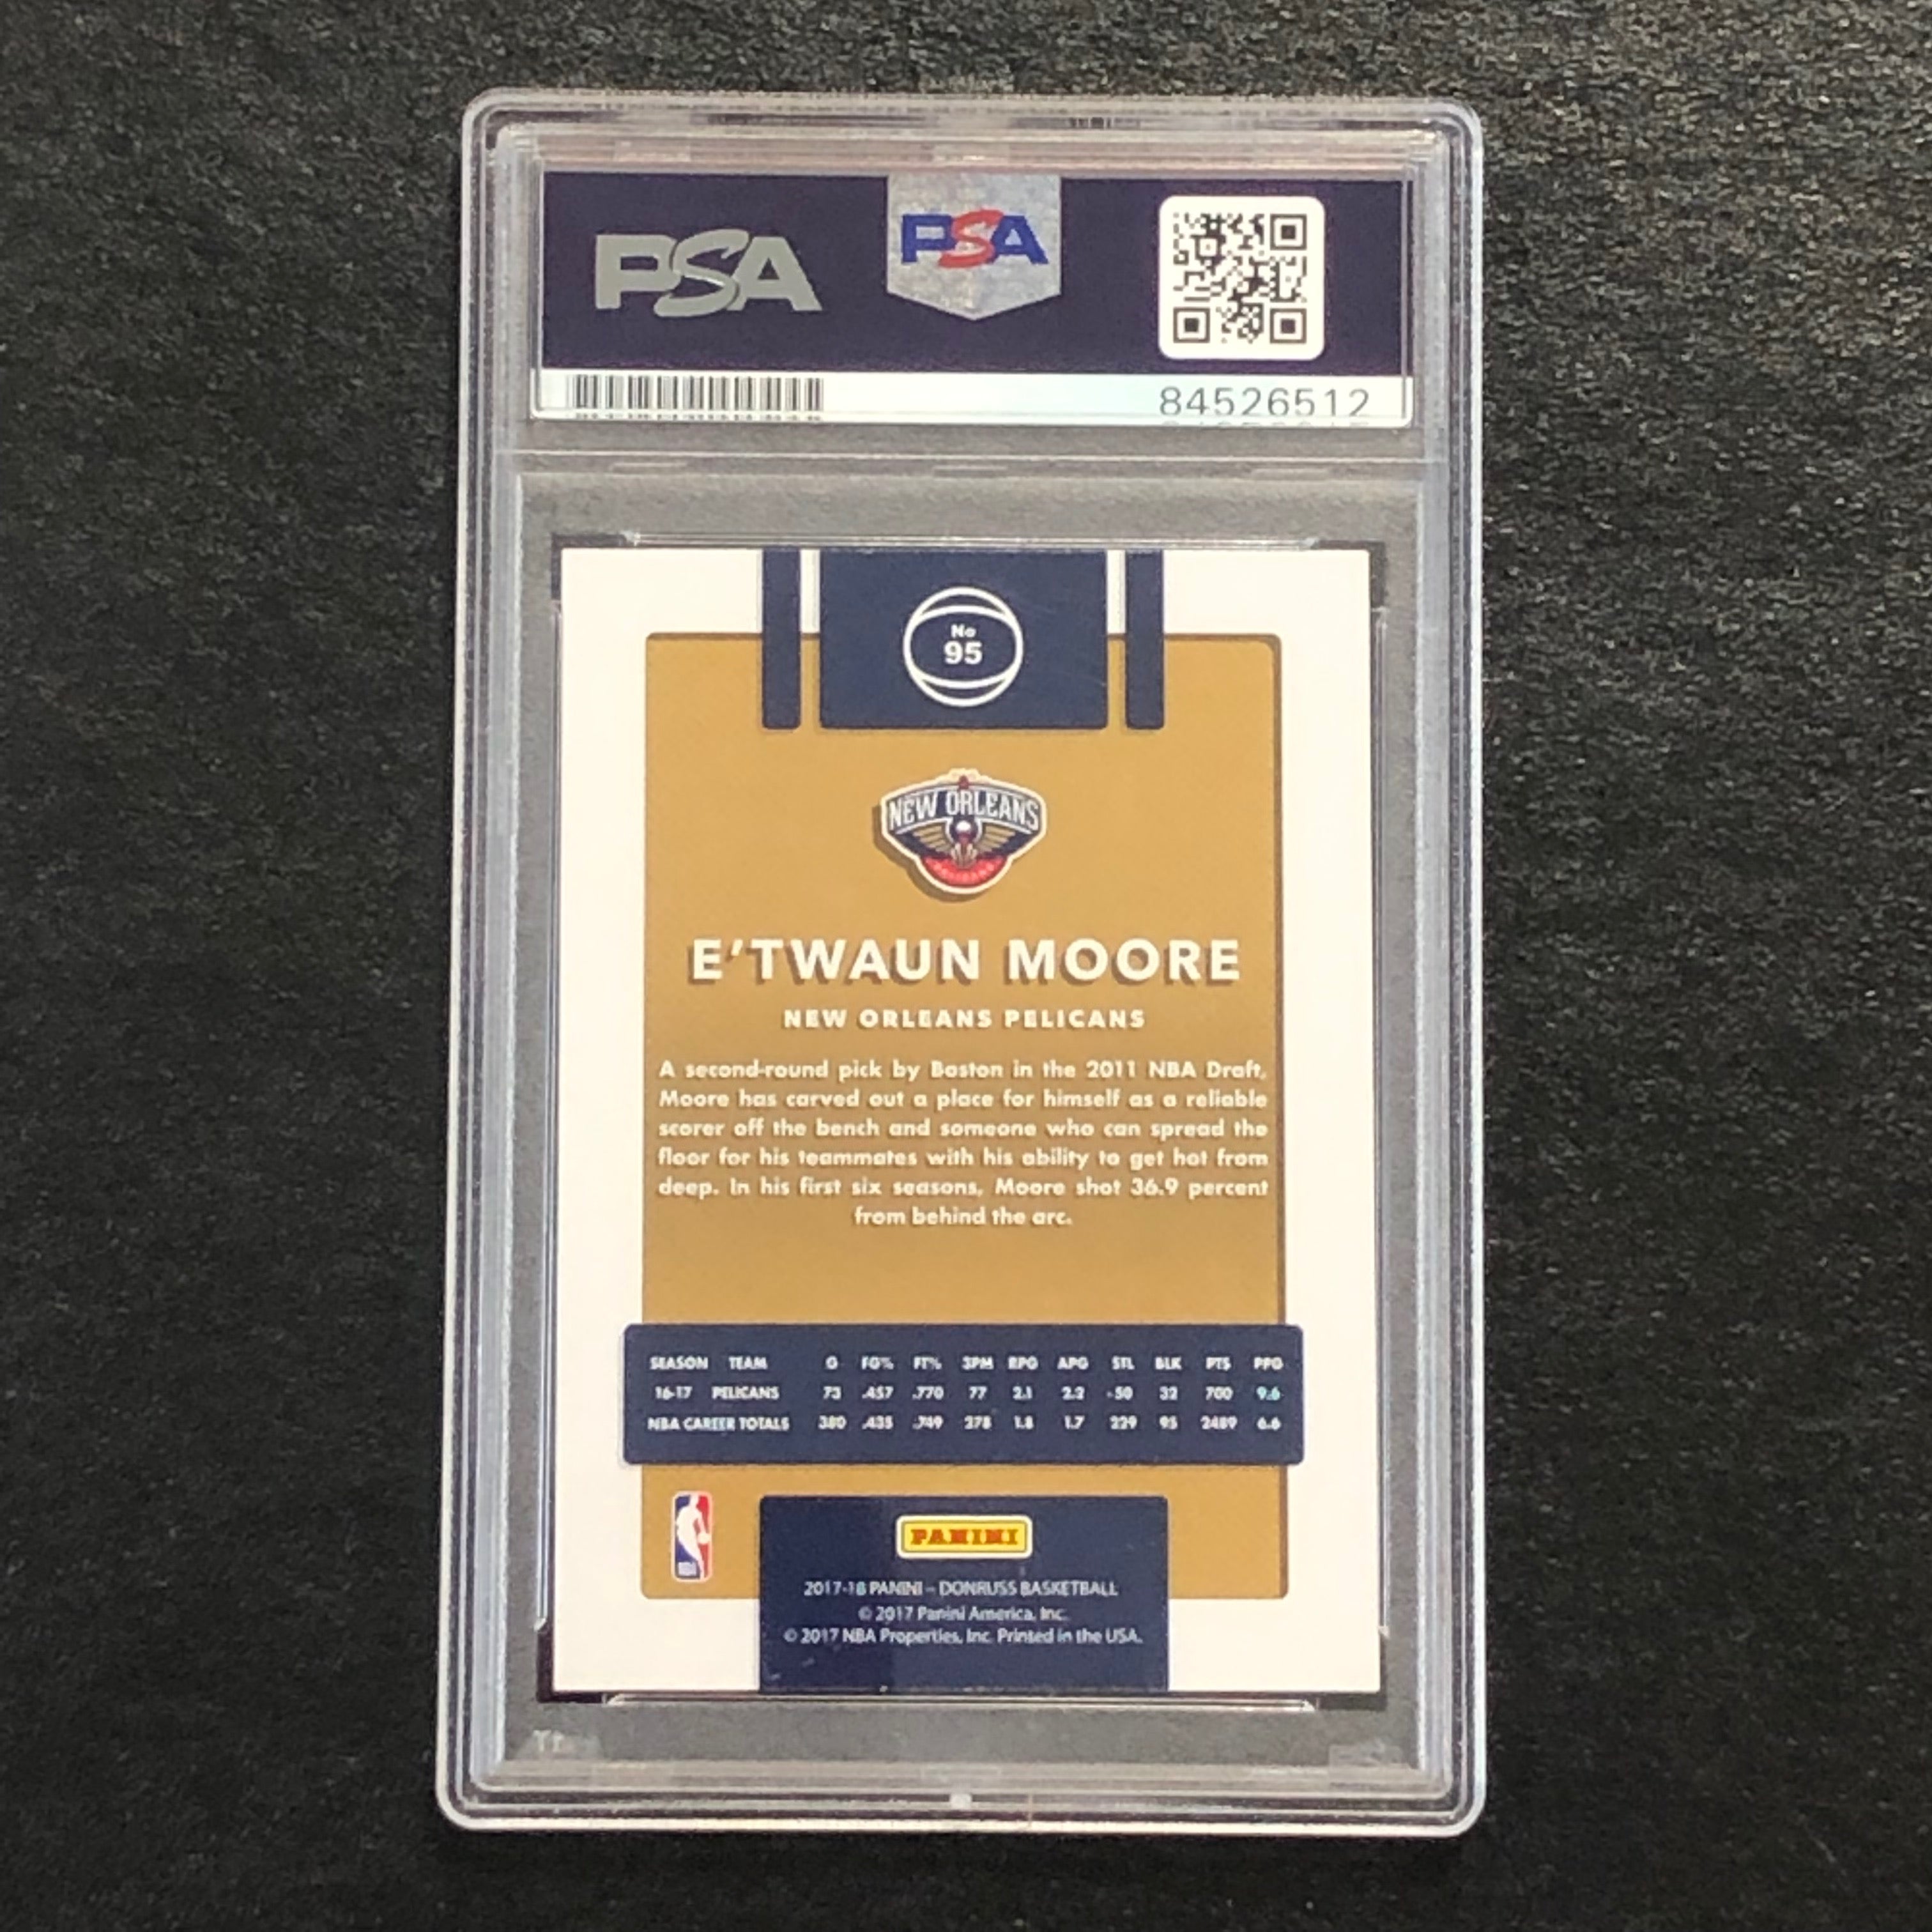 PSA
PSA
84526512
No
95
NEW ORLEANS
PELICANS
E'TWAUN MOORE
NEW ORLEANS PELICANS
A second-round pick by Boston in the 2011 NBA Draft,
Moore has carved out a place for himself as a reliable
scorer off the bench and someone who can spread the
floor for his teammates with his ability to get hot from
deep. In his first six seasons, Moore shot 36.9 percent
from behind the arc.
SEASON TEAM G FG% FT% 3PM RPG APG STL BLK PTS PPG
16-17 PELICANS 73 .457 .770 77 2.1 2.2 50 32 700 9.6
NBA CAREER TOTALS 380 .435 .749 278 1.8 1.7 229 95 2489 6.6
NBA
PANINI
2017-18 PANINI – DONRUSS BASKETBALL
© 2017 Panini America, Inc.
© 2017 NBA Properties, Inc. Printed in the USA.